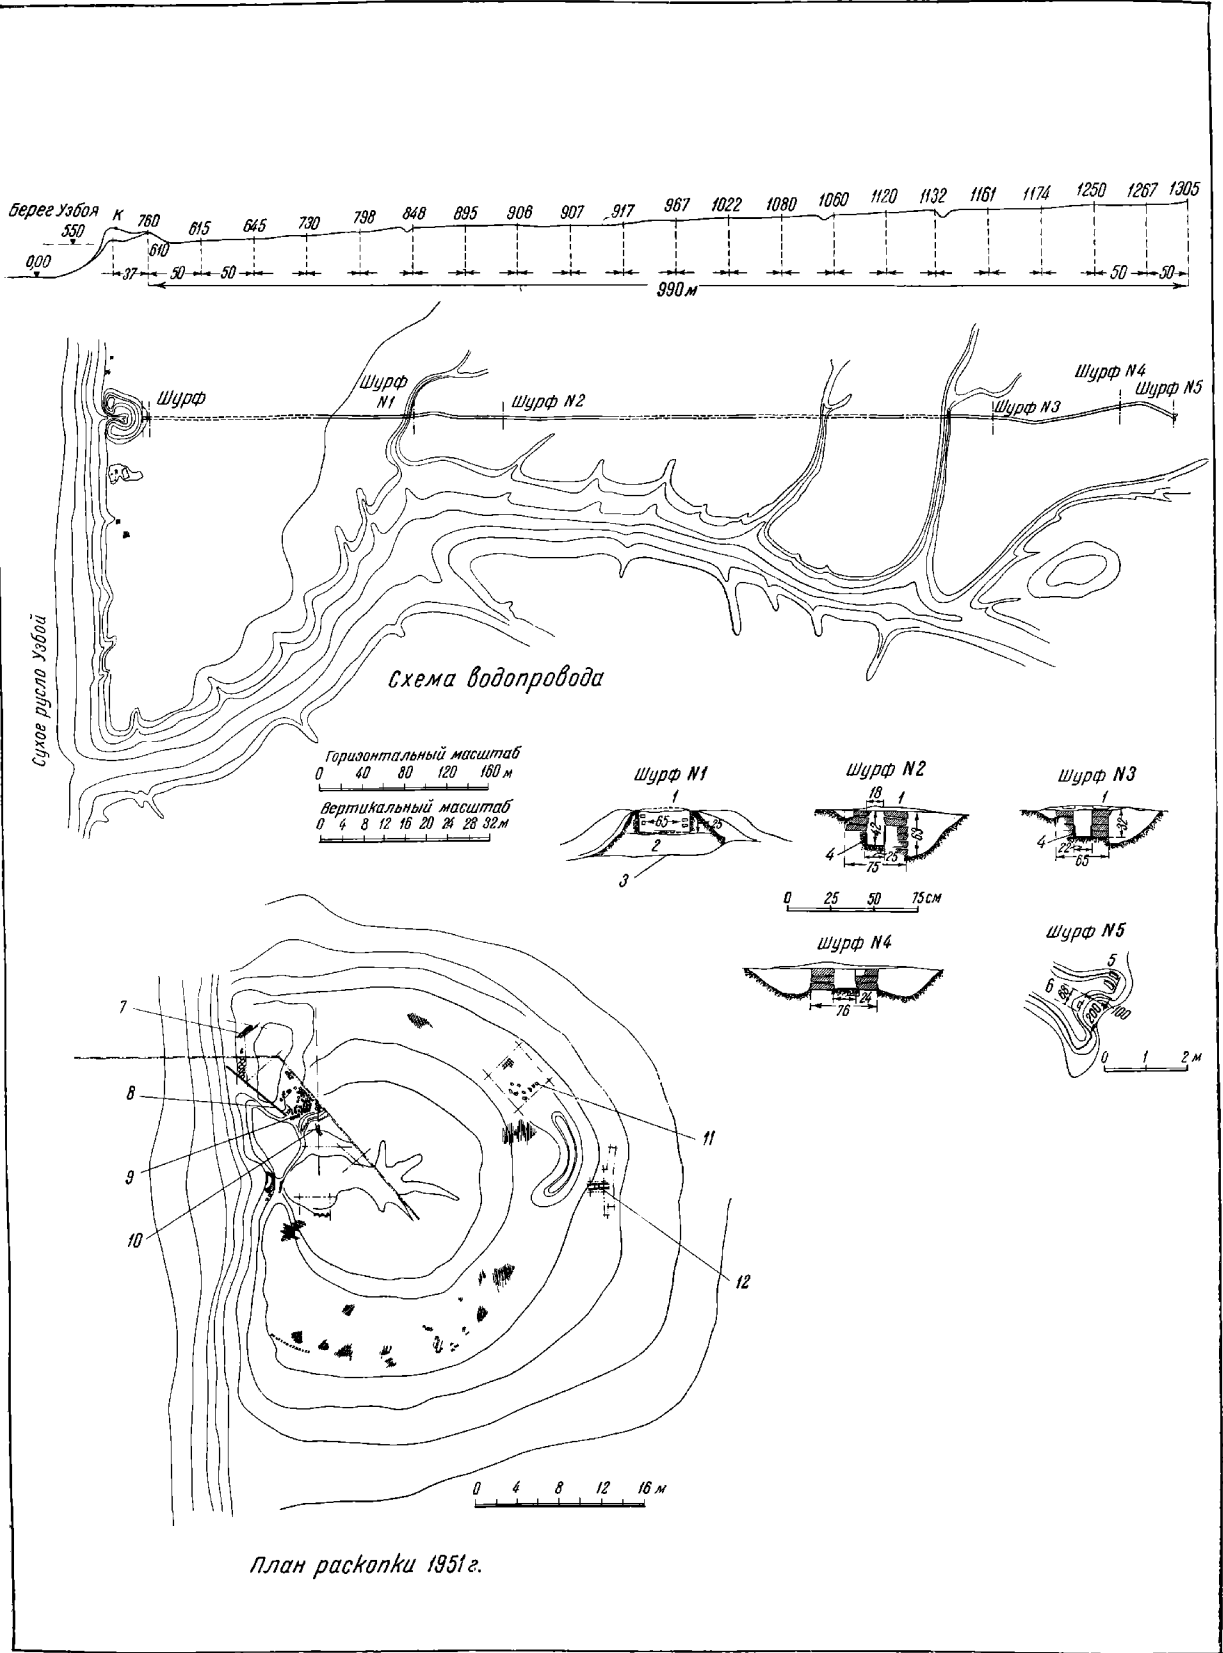 Берег Узбоя К 760 615 645 730 798 848 895 906 907 917 967 1022 1080 1060 1120 1132 1161 1174 1250 1267 1305
550
610
0,00
37 50 50 50 50
990 м
Шурф
Шурф N1
Шурф N2
Шурф N3
Шурф N4
Шурф N5
Сухое русло Узбой
Схема водопровода
Горизонтальный масштаб
0 40 80 120 160 м
Вертикальный масштаб
0 4 8 12 16 20 24 28 32 м
Шурф N1
1
65
25
2
3
Шурф N2
18 1
42
63
4
25
75
Шурф N3
1
32
4
22
65
0 25 50 75 см
Шурф N4
24
76
Шурф N5
5
6
200
100
0 1 2 м
7
8
9
10
11
12
0 4 8 12 16 м
План раскопки 1951 г.